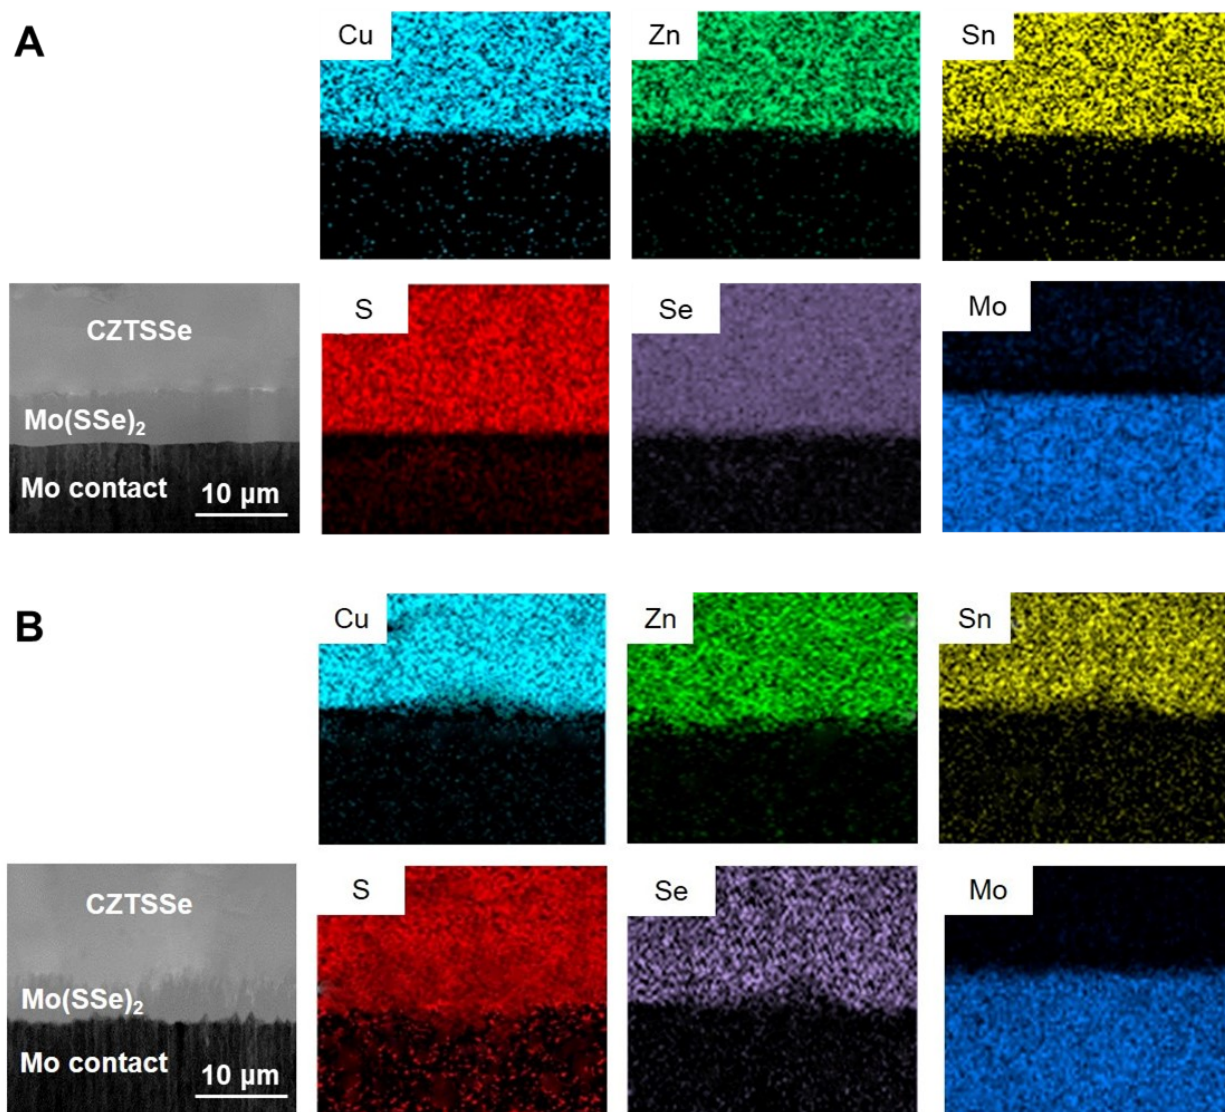 A
Cu
Zn
Sn
CZTSSe
Mo(SSe)₂
Mo contact
10 µm
S
Se
Mo
B
Cu
Zn
Sn
CZTSSe
Mo(SSe)₂
Mo contact
10 µm
S
Se
Mo